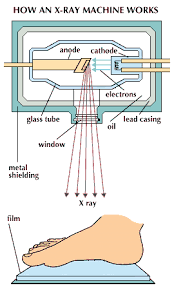 HOW AN X-RAY MACHINE WORKS
anode
cathode
glass tube
electrons
lead casing
oil
window
metal
shielding
X ray
film